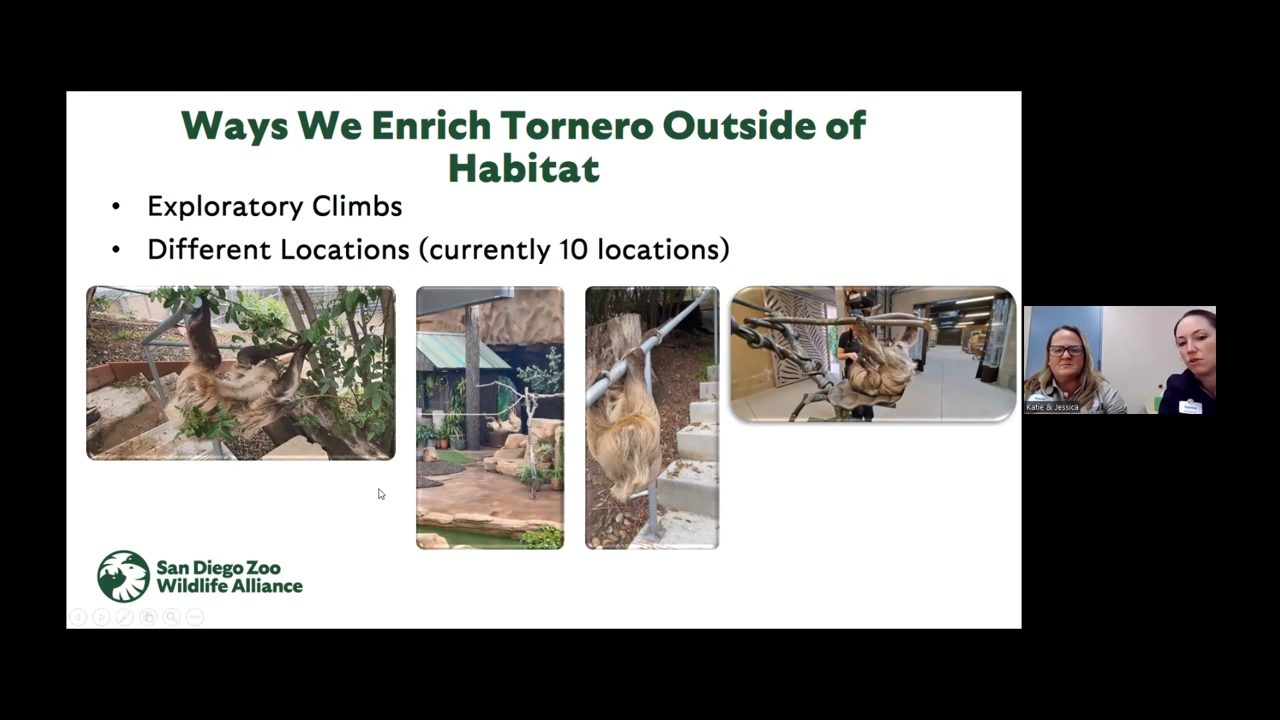 Ways We Enrich Tornero Outside of
Habitat
• Exploratory Climbs
• Different Locations (currently 10 locations)
San Diego Zoo
Wildlife Alliance
Katie & Jessica